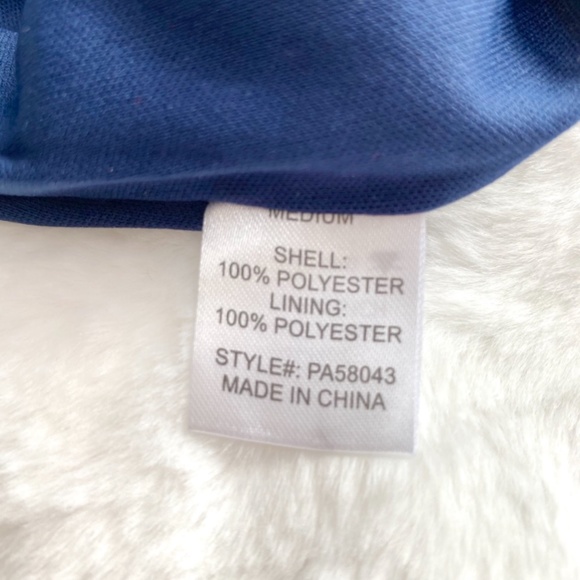 MEDIUM
SHELL:
100% POLYESTER
LINING:
100% POLYESTER
STYLE#: PA58043
MADE IN CHINA